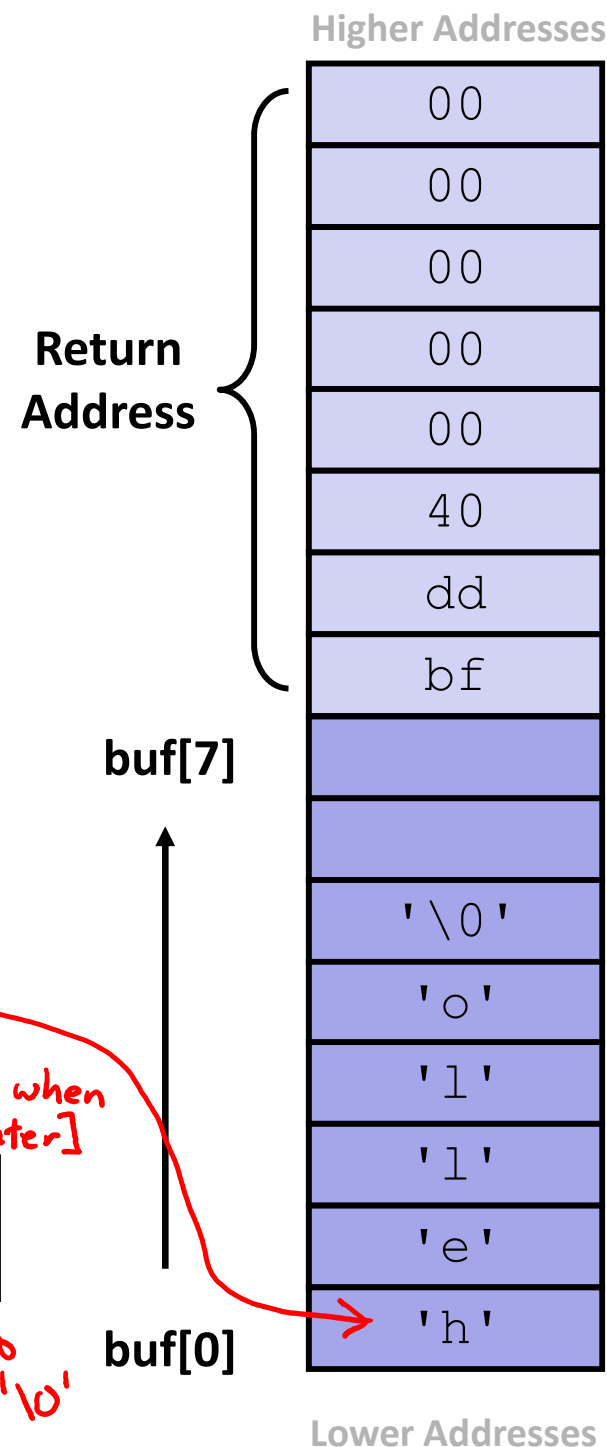 Higher Addresses
00
00
00
00
Return
Address
00
40
dd
bf
buf[7]
'\0'
'o'
'l'
when
'l'
'e'
buf[0]
'h'
'\0'
Lower Addresses